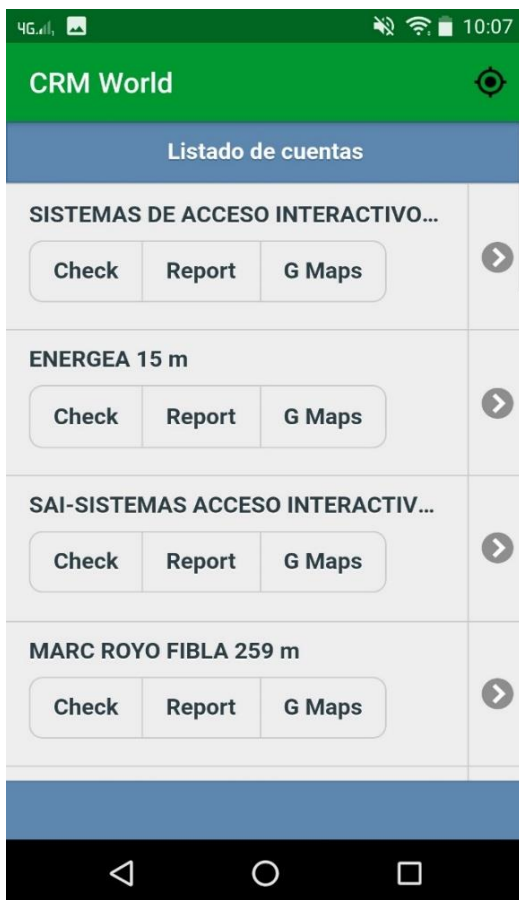 4G 10:07
CRM World
Listado de cuentas
SISTEMAS DE ACCESO INTERACTIVO...
Check Report G Maps
ENERGEA 15 m
Check Report G Maps
SAI-SISTEMAS ACCESO INTERACTIV...
Check Report G Maps
MARC ROYO FIBLA 259 m
Check Report G Maps